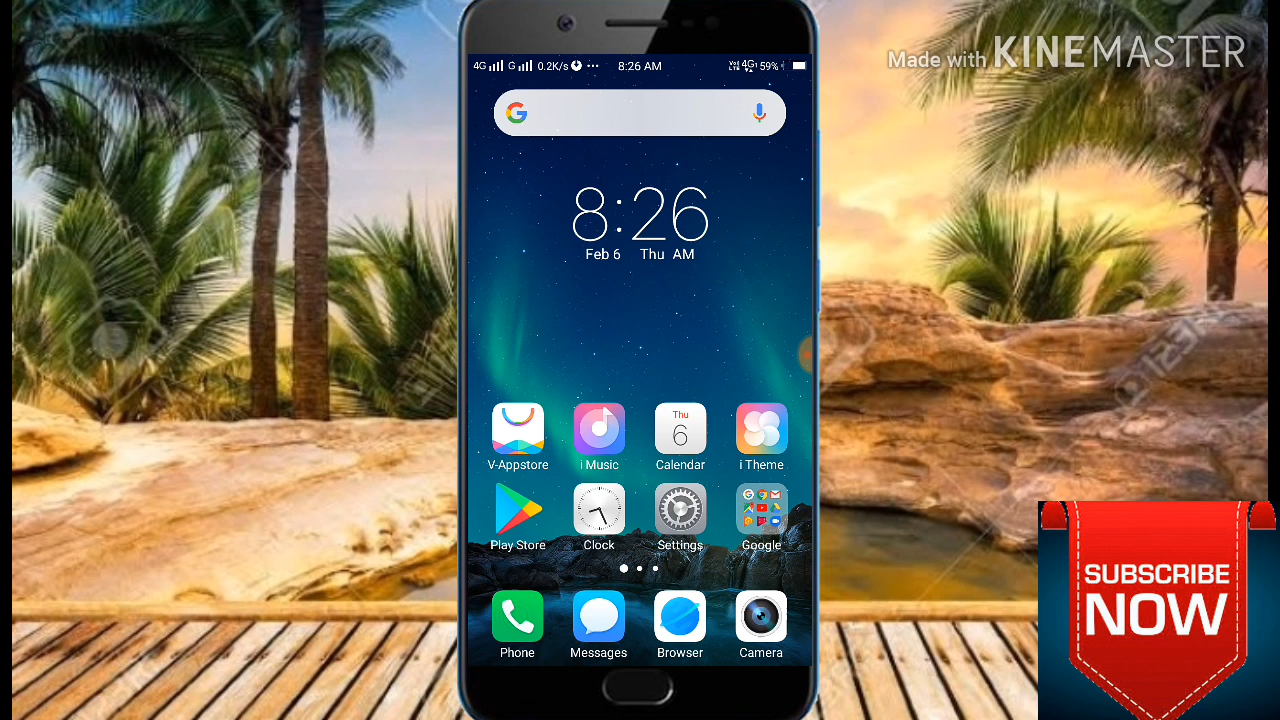 Made with KINEMASTER
4G G 0.2K/s ••• 8:26 AM 4G 59%
8:26
Feb 6 Thu AM
Thu
6
V-Appstore i Music Calendar i Theme
Play Store Clock Settings Google
Phone Messages Browser Camera
SUBSCRIBE
NOW